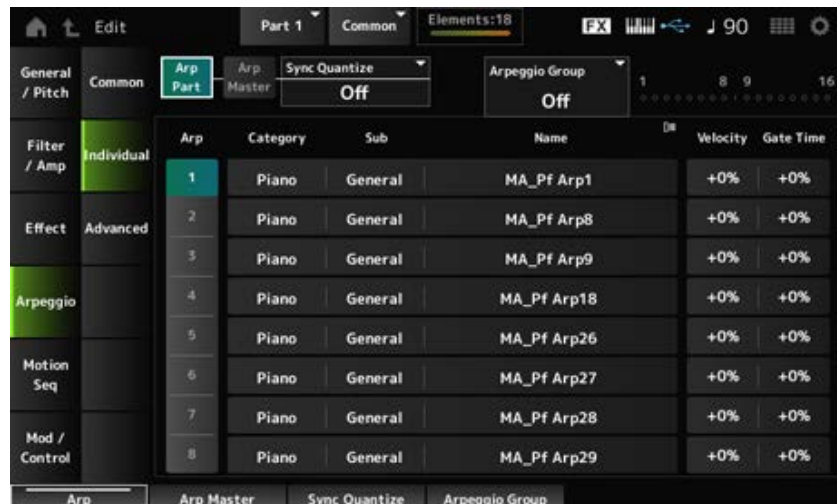 Edit Part 1 Common Elements:18 FX ♩ 90
General / Pitch
Common
Arp Part
Arp Master
Sync Quantize
Off
Arpeggio Group
Off
1 8 9 16
Filter / Amp
Individual
Arp Category Sub Name Velocity Gate Time
1 Piano General MA_Pf Arp1 +0% +0%
Effect
Advanced
2 Piano General MA_Pf Arp8 +0% +0%
3 Piano General MA_Pf Arp9 +0% +0%
Arpeggio
4 Piano General MA_Pf Arp18 +0% +0%
5 Piano General MA_Pf Arp26 +0% +0%
Motion Seq
6 Piano General MA_Pf Arp27 +0% +0%
7 Piano General MA_Pf Arp28 +0% +0%
Mod / Control
8 Piano General MA_Pf Arp29 +0% +0%
Arp Arp Master Sync Quantize Arpeggio Group